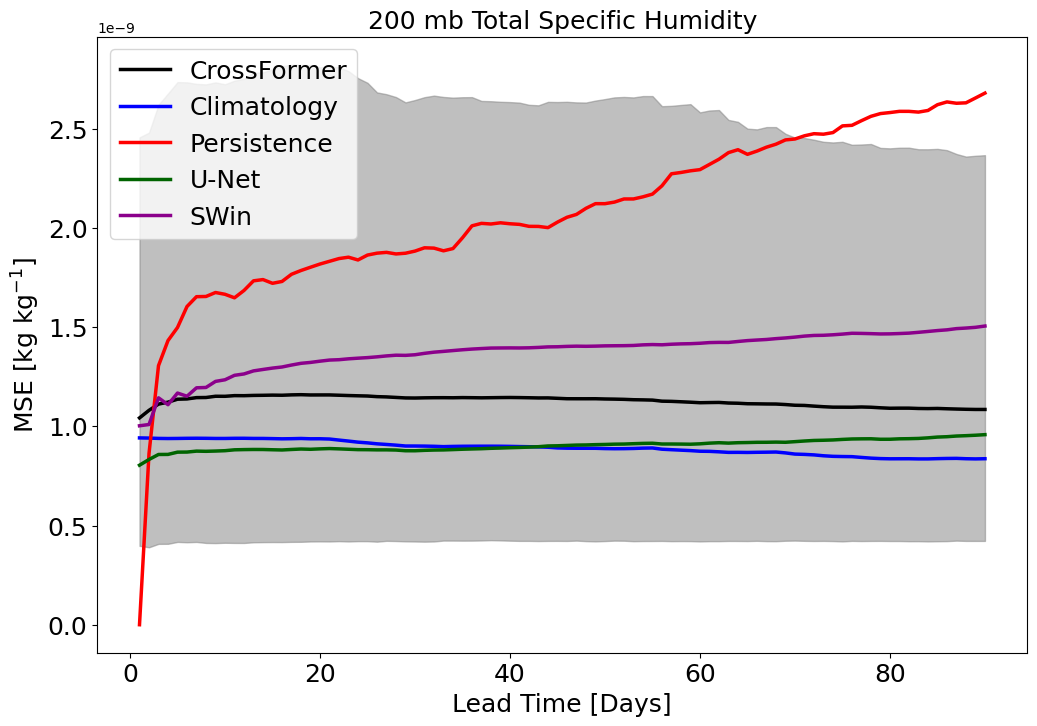 200 mb Total Specific Humidity
1e−9
CrossFormer
Climatology
Persistence
U-Net
SWin
2.5
2.0
1.5
1.0
0.5
0.0
MSE [kg kg⁻¹]
0 20 40 60 80
Lead Time [Days]